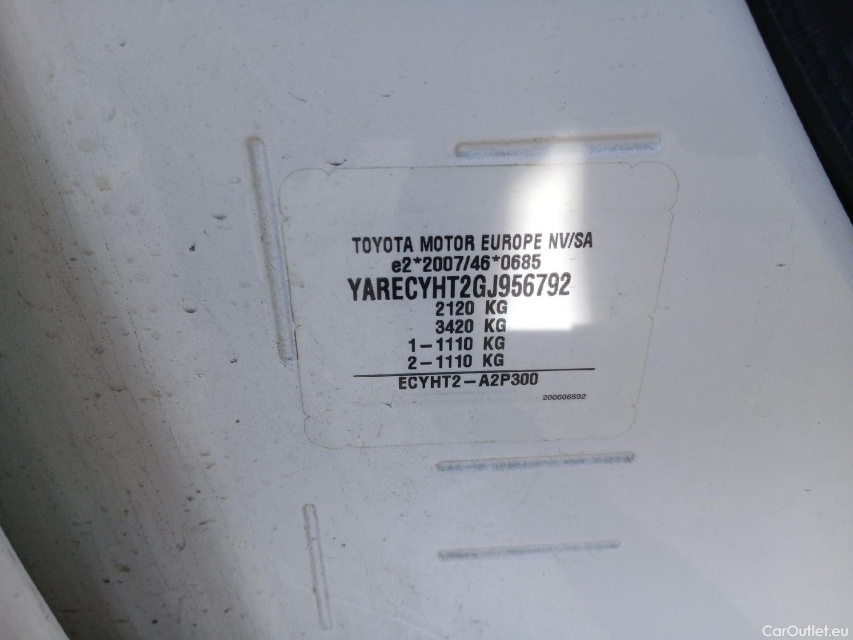 TOYOTA MOTOR EUROPE NV/SA
e2*2007/46*0685
YARECYHT2GJ956792
2120 KG
3420 KG
1-1110 KG
2-1110 KG
ECYHT2-A2P300
200606592
CarOutlet.eu